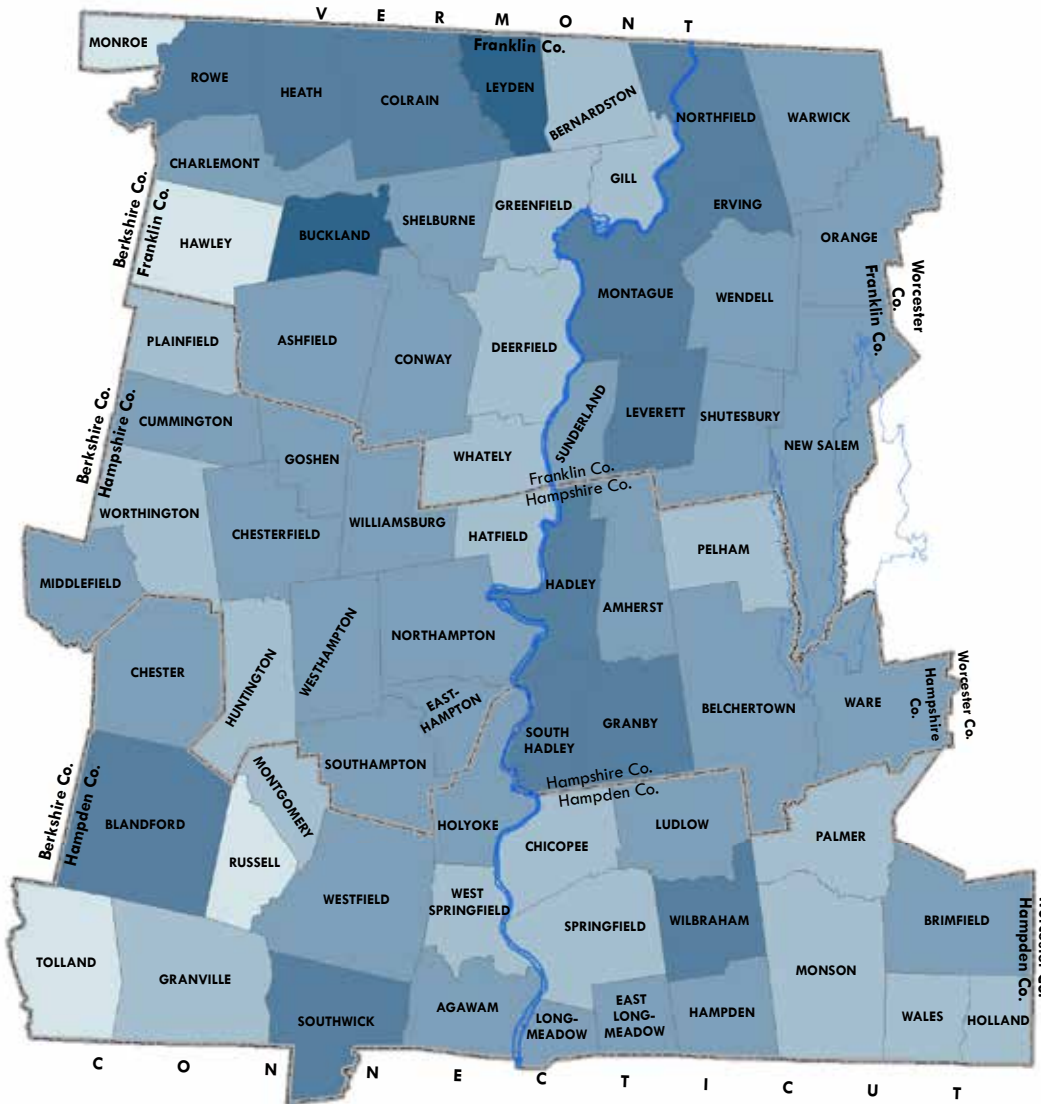 V E R M O N T
MONROE
Franklin Co.
ROWE
HEATH
COLRAIN
LEYDEN
BERNARDSTON
NORTHFIELD
WARWICK
CHARLEMONT
GILL
Berkshire Co.
Franklin Co.
HAWLEY
BUCKLAND
SHELBURNE
GREENFIELD
ERVING
ORANGE
Franklin Co.
Worcester
Co.
MONTAGUE
WENDELL
PLAINFIELD
ASHFIELD
CONWAY
DEERFIELD
SUNDERLAND
LEVERETT
SHUTESBURY
NEW SALEM
Berkshire Co.
Hampshire Co.
CUMMINGTON
GOSHEN
WHATELY
Franklin Co.
Hampshire Co.
WORTHINGTON
CHESTERFIELD
WILLIAMSBURG
HATFIELD
PELHAM
MIDDLEFIELD
HADLEY
AMHERST
CHESTER
HUNTINGTON
WESTHAMPTON
NORTHAMPTON
EAST-
HAMPTON
SOUTH
HADLEY
GRANBY
BELCHERTOWN
WARE
Hampshire
Co.
Worcester Co.
SOUTHAMPTON
Hampshire Co.
Hampden Co.
Berkshire Co.
Hampden Co.
BLANDFORD
MONTGOMERY
RUSSELL
HOLYOKE
CHICOPEE
LUDLOW
PALMER
WESTFIELD
WEST
SPRINGFIELD
SPRINGFIELD
WILBRAHAM
BRIMFIELD
Hampden Co.
TOLLAND
GRANVILLE
MONSON
SOUTHWICK
AGAWAM
LONG-
MEADOW
EAST
LONG-
MEADOW
HAMPDEN
WALES
HOLLAND
C O N N E C T I C U T